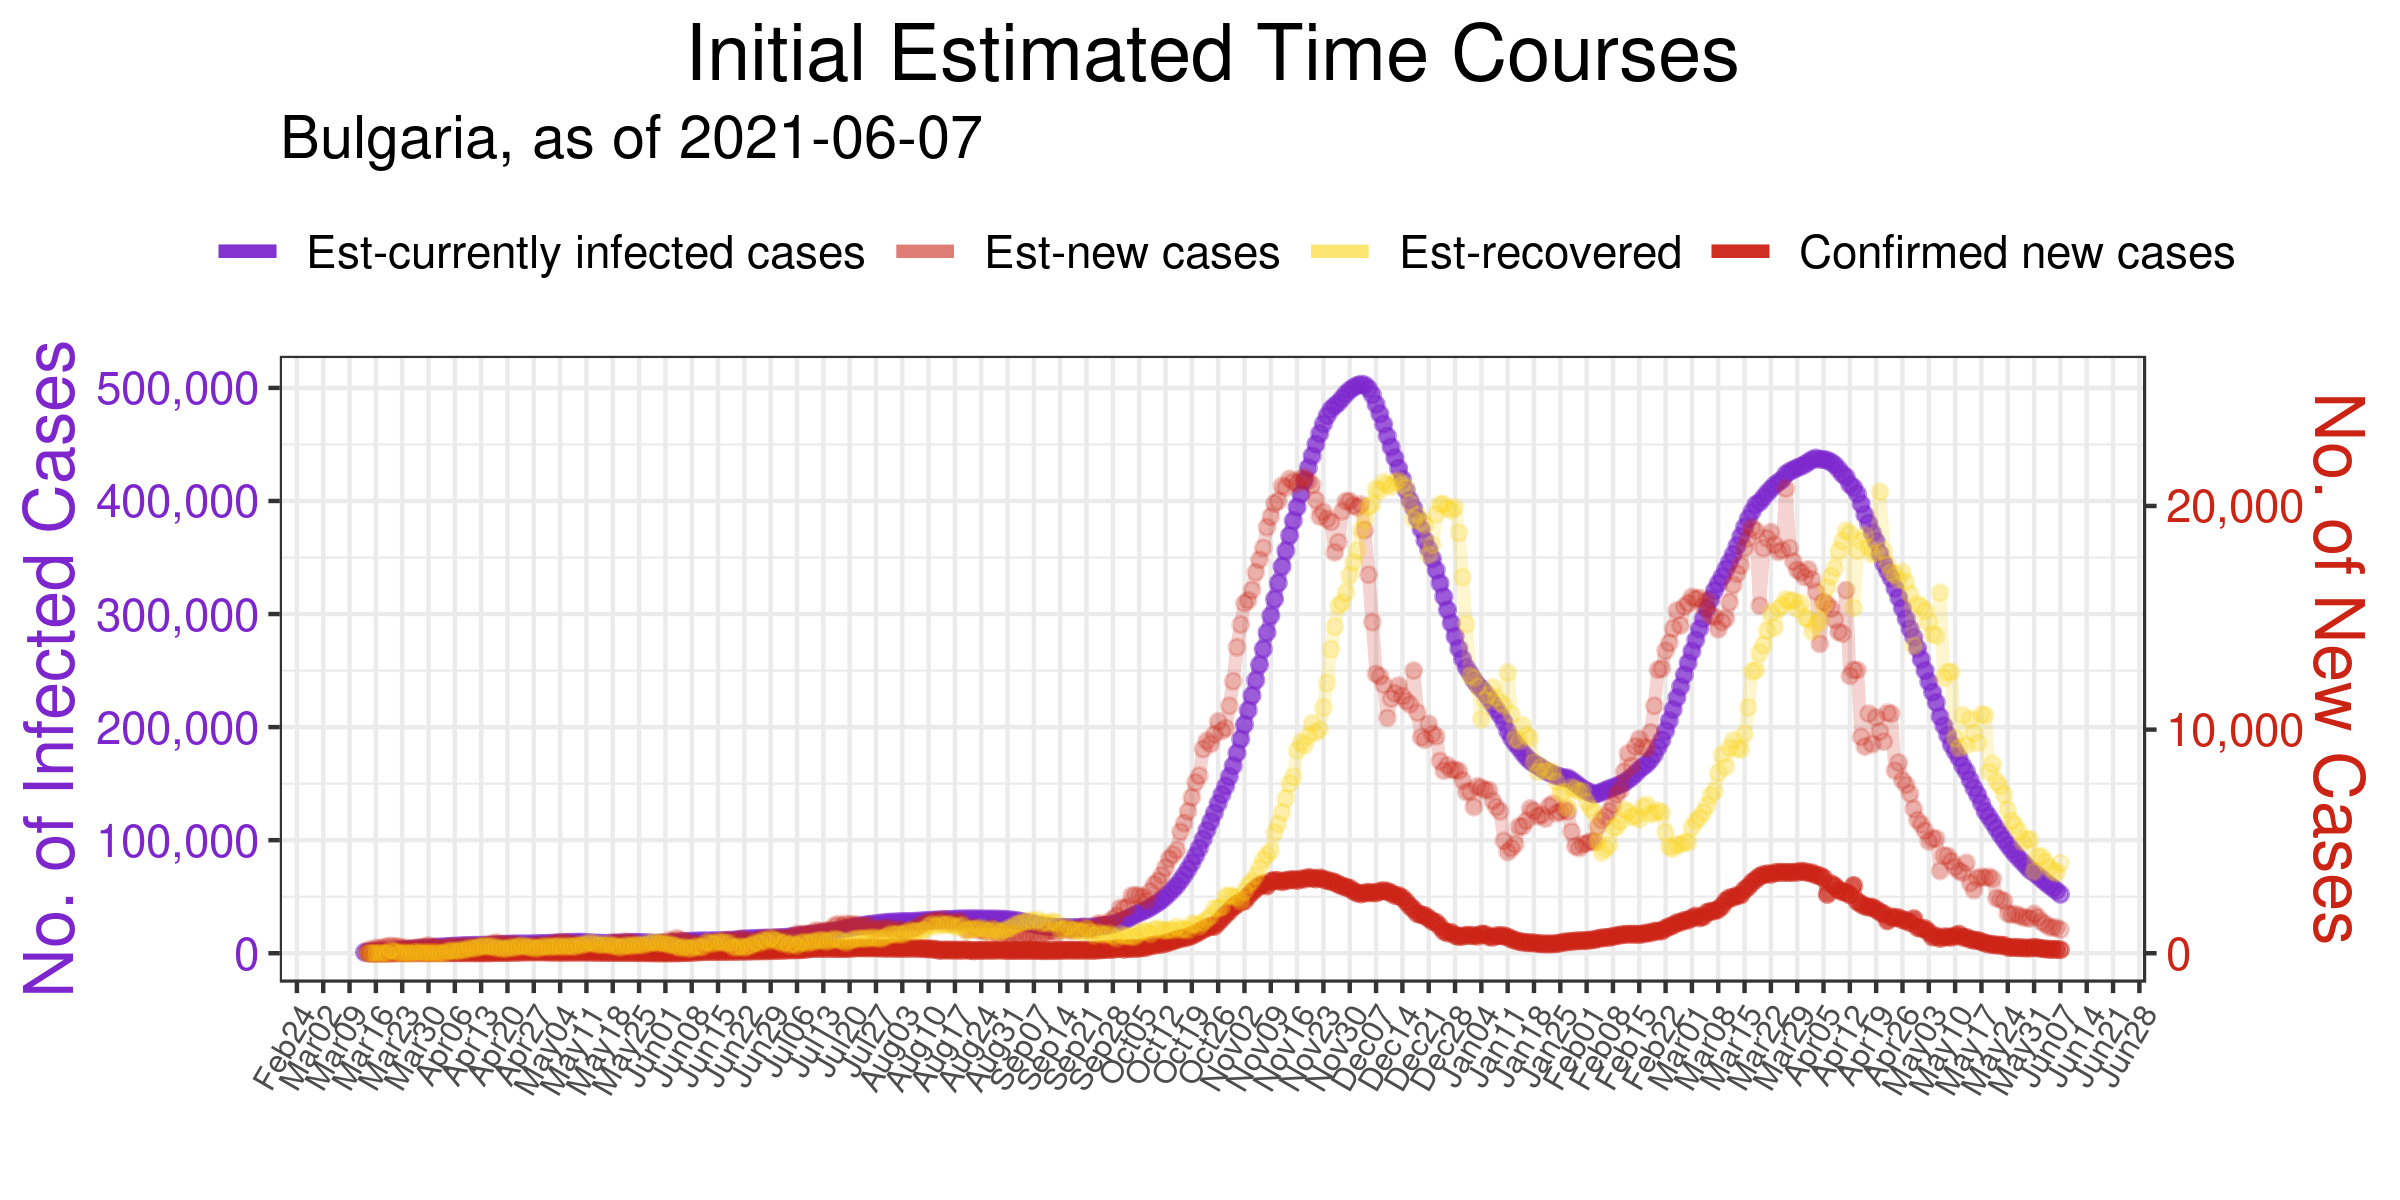 Initial Estimated Time Courses
Bulgaria, as of 2021-06-07
Est-currently infected cases
Est-new cases
Est-recovered
Confirmed new cases
No. of Infected Cases
500,000
400,000
300,000
200,000
100,000
0
No. of New Cases
20,000
10,000
0
Feb24
Mar02
Mar09
Mar16
Mar23
Mar30
Apr06
Apr13
Apr20
Apr27
May04
May11
May18
May25
Jun01
Jun08
Jun15
Jun22
Jun29
Jul06
Jul13
Jul20
Jul27
Aug03
Aug10
Aug17
Aug24
Aug31
Sep07
Sep14
Sep21
Sep28
Oct05
Oct12
Oct19
Oct26
Nov02
Nov09
Nov16
Nov23
Nov30
Dec07
Dec14
Dec21
Dec28
Jan04
Jan11
Jan18
Jan25
Feb01
Feb08
Feb15
Feb22
Mar01
Mar08
Mar15
Mar22
Mar29
Apr05
Apr12
Apr19
Apr26
May03
May10
May17
May24
May31
Jun07
Jun14
Jun21
Jun28